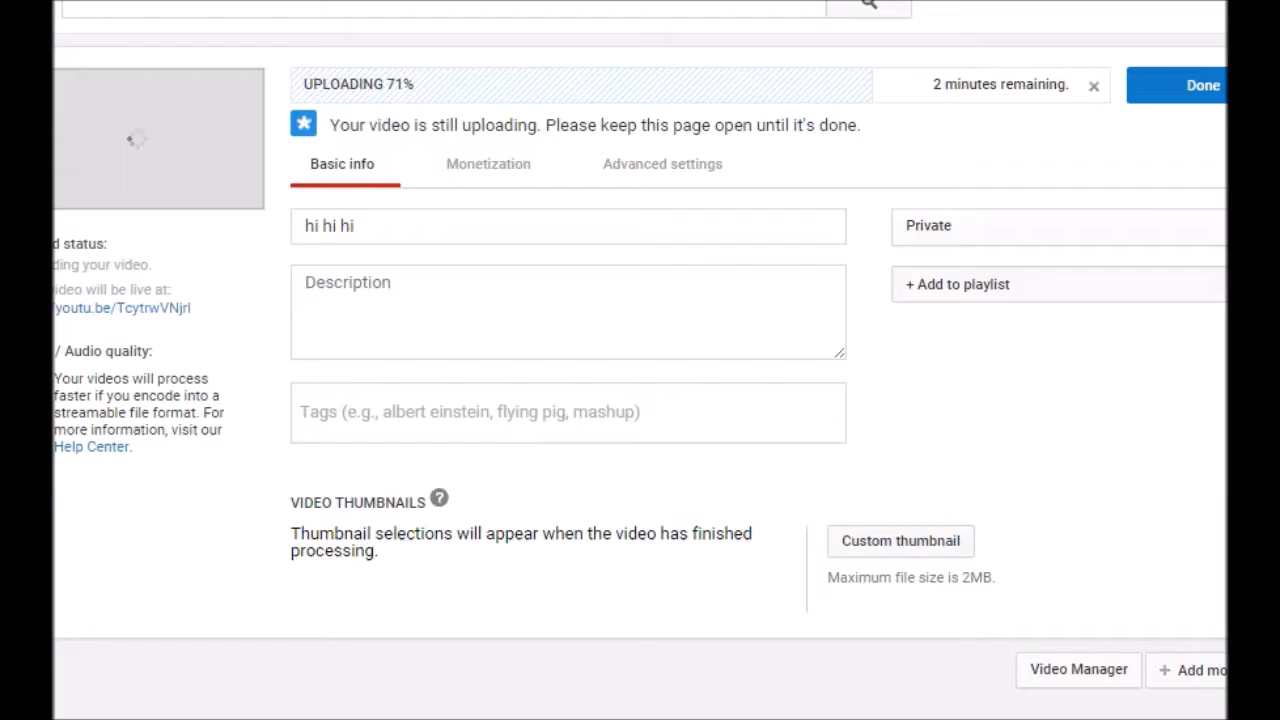 UPLOADING 71%
2 minutes remaining.
Done
Your video is still uploading. Please keep this page open until it's done.
Basic info
Monetization
Advanced settings
hi hi hi
Private
Description
+ Add to playlist
d status:
ding your video.
ideo will be live at:
/youtu.be/TcytrwVNjrI
/ Audio quality:
Your videos will process
faster if you encode into a
streamable file format. For
more information, visit our
Help Center.
Tags (e.g., albert einstein, flying pig, mashup)
VIDEO THUMBNAILS ?
Thumbnail selections will appear when the video has finished
processing.
Custom thumbnail
Maximum file size is 2MB.
Video Manager
+ Add mo